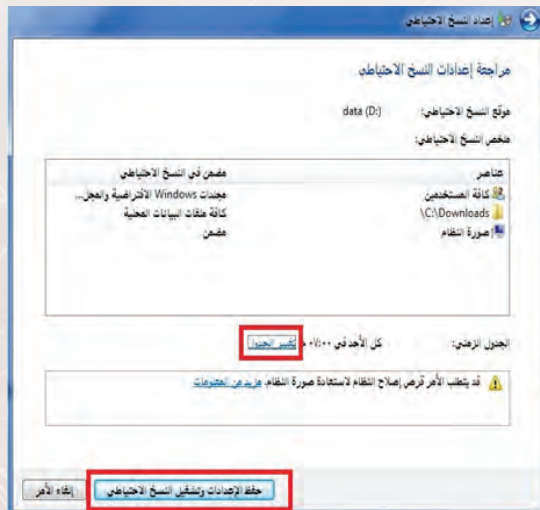 إعداد النسخ الاحتياطي
مراجعة إعدادات النسخ الاحتياطي
موقع النسخ الاحتياطي: data (D:)
ملخص النسخ الاحتياطي:
عناصر مضمن في النسخ الاحتياطي
كافة المستخدمين مجلدات Windows الافتراضية والمجل...
C:\Downloads\ كافة ملفات البيانات المحلية
صورة النظام مضمن
الجدول الزمني: كل الأحد في ٠٧:٠٠ م تغيير الجدول
قد يتطلب الأمر قرص إصلاح النظام لاستعادة صورة النظام. مزيد من المعلومات
حفظ الإعدادات وتشغيل النسخ الاحتياطي إلغاء الأمر